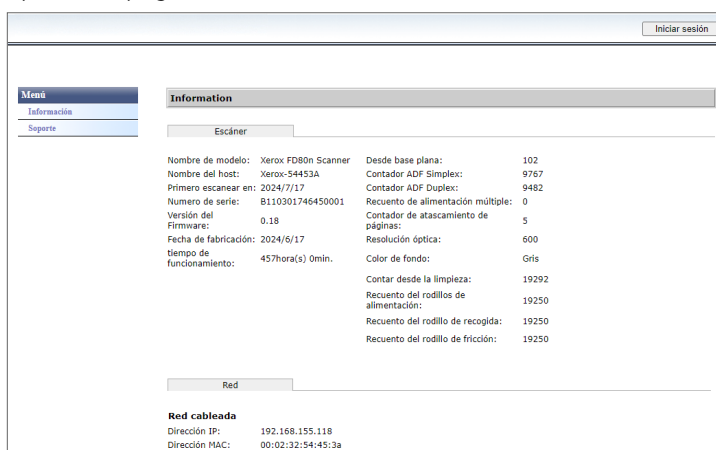 Iniciar sesión
Menú
Information
Información
Soporte
Escáner
Nombre de modelo: Xerox FD80n Scanner
Nombre del host: Xerox-54453A
Primero escanear en: 2024/7/17
Numero de serie: B110301746450001
Versión del
Firmware: 0.18
Fecha de fabricación: 2024/6/17
tiempo de
funcionamiento: 457hora(s) 0min.
Desde base plana: 102
Contador ADF Simplex: 9767
Contador ADF Duplex: 9482
Recuento de alimentación múltiple: 0
Contador de atascamiento de
páginas: 5
Resolución óptica: 600
Color de fondo: Gris
Contar desde la limpieza: 19292
Recuento del rodillos de
alimentación: 19250
Recuento del rodillo de recogida: 19250
Recuento del rodillo de fricción: 19250
Red
Red cableada
Dirección IP: 192.168.155.118
Dirección MAC: 00:02:32:54:45:3a